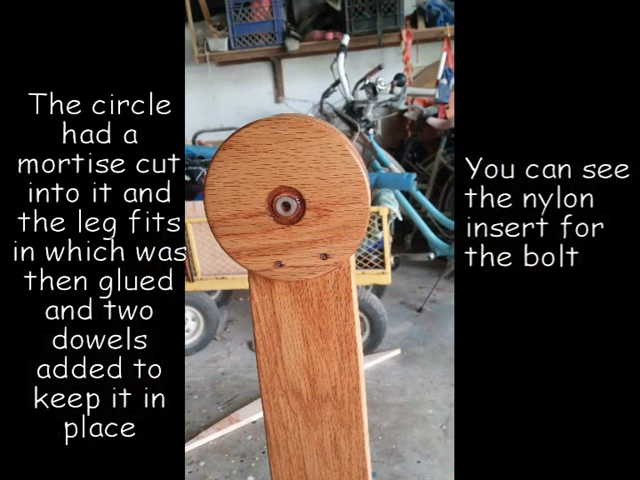 The circle
had a
mortise cut
into it and
the leg fits
in which was
then glued
and two
dowels
added to
keep it in
place
You can see
the nylon
insert for
the bolt